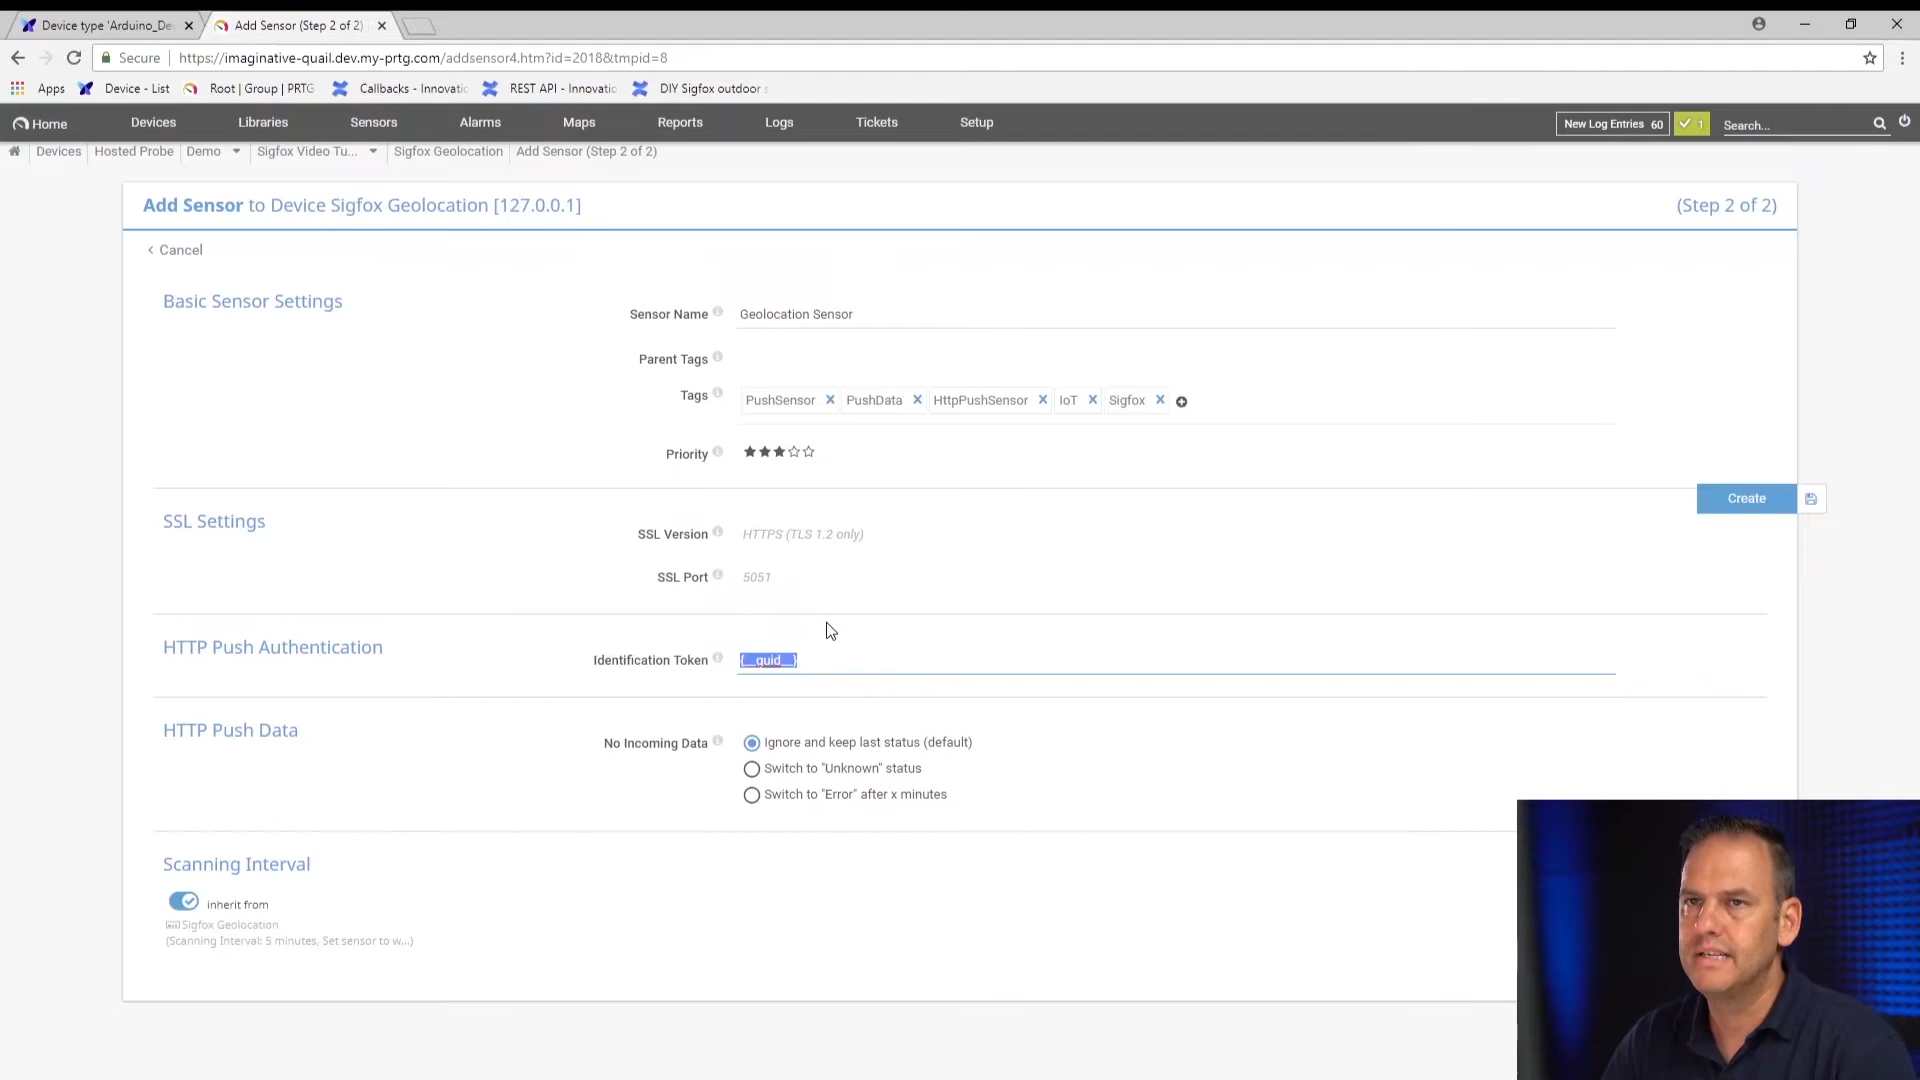 Device type 'Arduino_De
Add Sensor (Step 2 of 2)
Secure
https://imaginative-quail.dev.my-prtg.com/addsensor4.htm?id=2018&tmpid=8
Apps
Device - List
Root | Group | PRTG
Callbacks - Innovatic
REST API - Innovatic
DIY Sigfox outdoor s
Home
Devices
Libraries
Sensors
Alarms
Maps
Reports
Logs
Tickets
Setup
New Log Entries 60
1
Search...
Devices
Hosted Probe
Demo
Sigfox Video Tu...
Sigfox Geolocation
Add Sensor (Step 2 of 2)
Add Sensor to Device Sigfox Geolocation [127.0.0.1]
(Step 2 of 2)
< Cancel
Basic Sensor Settings
Sensor Name
Geolocation Sensor
Parent Tags
Tags
PushSensor
PushData
HttpPushSensor
IoT
Sigfox
Priority
Create
SSL Settings
SSL Version
HTTPS (TLS 1.2 only)
SSL Port
5051
HTTP Push Authentication
Identification Token
{__guid__}
HTTP Push Data
No Incoming Data
Ignore and keep last status (default)
Switch to "Unknown" status
Switch to "Error" after x minutes
Scanning Interval
inherit from
Sigfox Geolocation
(Scanning Interval: 5 minutes, Set sensor to w...)